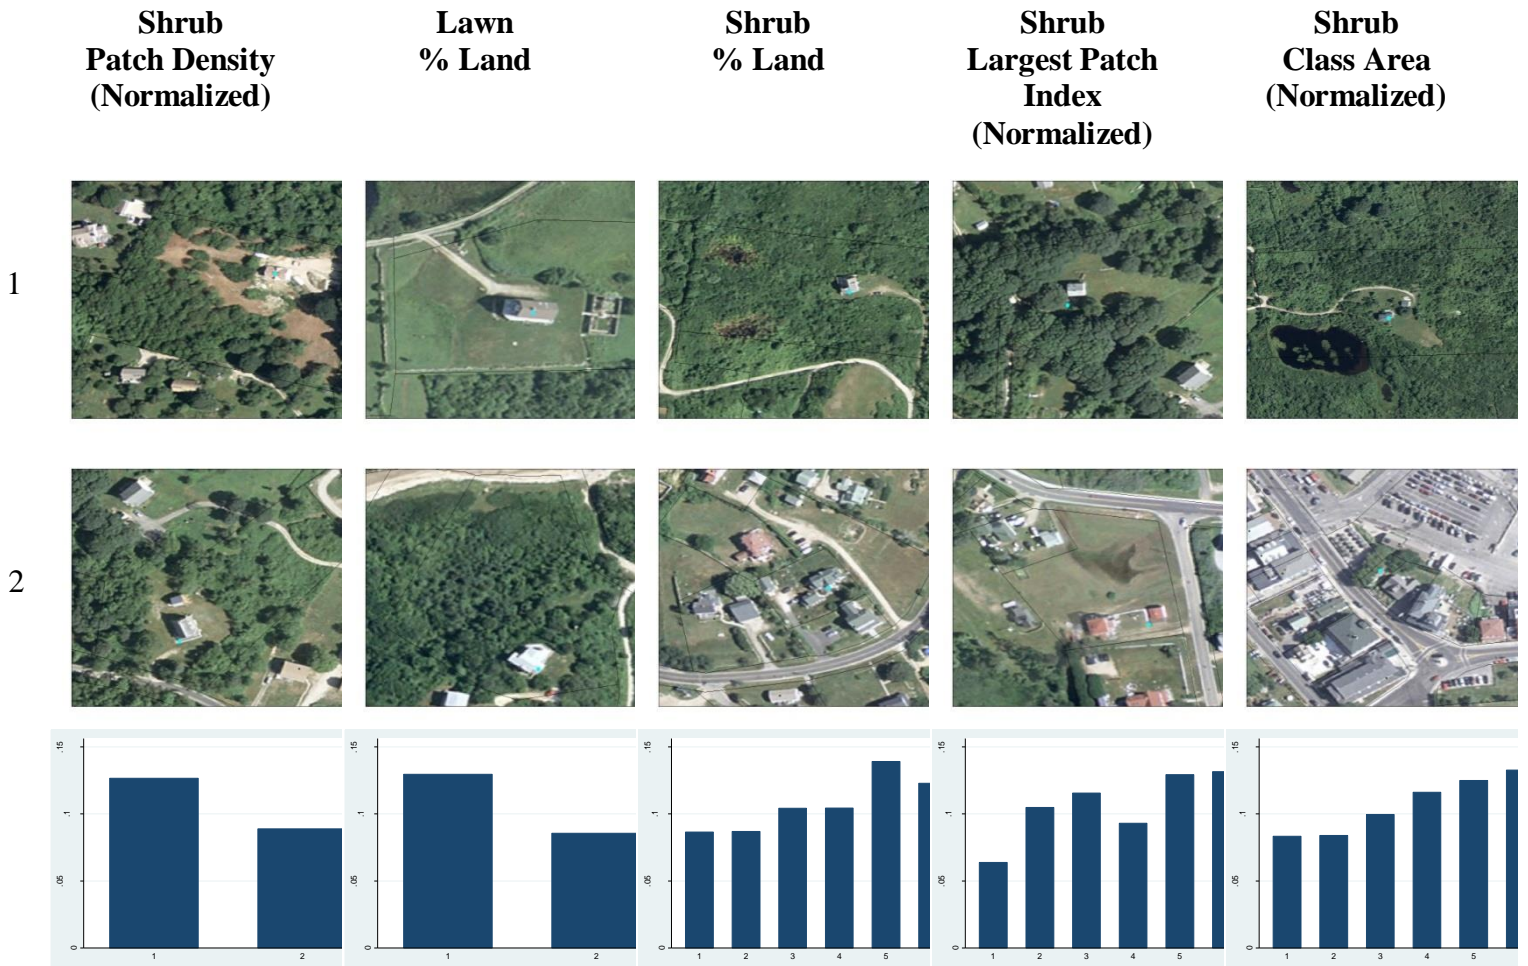 Shrub
Patch Density
(Normalized)
Lawn
% Land
Shrub
% Land
Shrub
Largest Patch
Index
(Normalized)
Shrub
Class Area
(Normalized)
1
2
.15
.1
.05
0
1 2
.15
.1
.05
0
1 2
.15
.1
.05
0
1 2 3 4 5
.15
.1
.05
0
1 2 3 4 5
.15
.1
.05
0
1 2 3 4 5